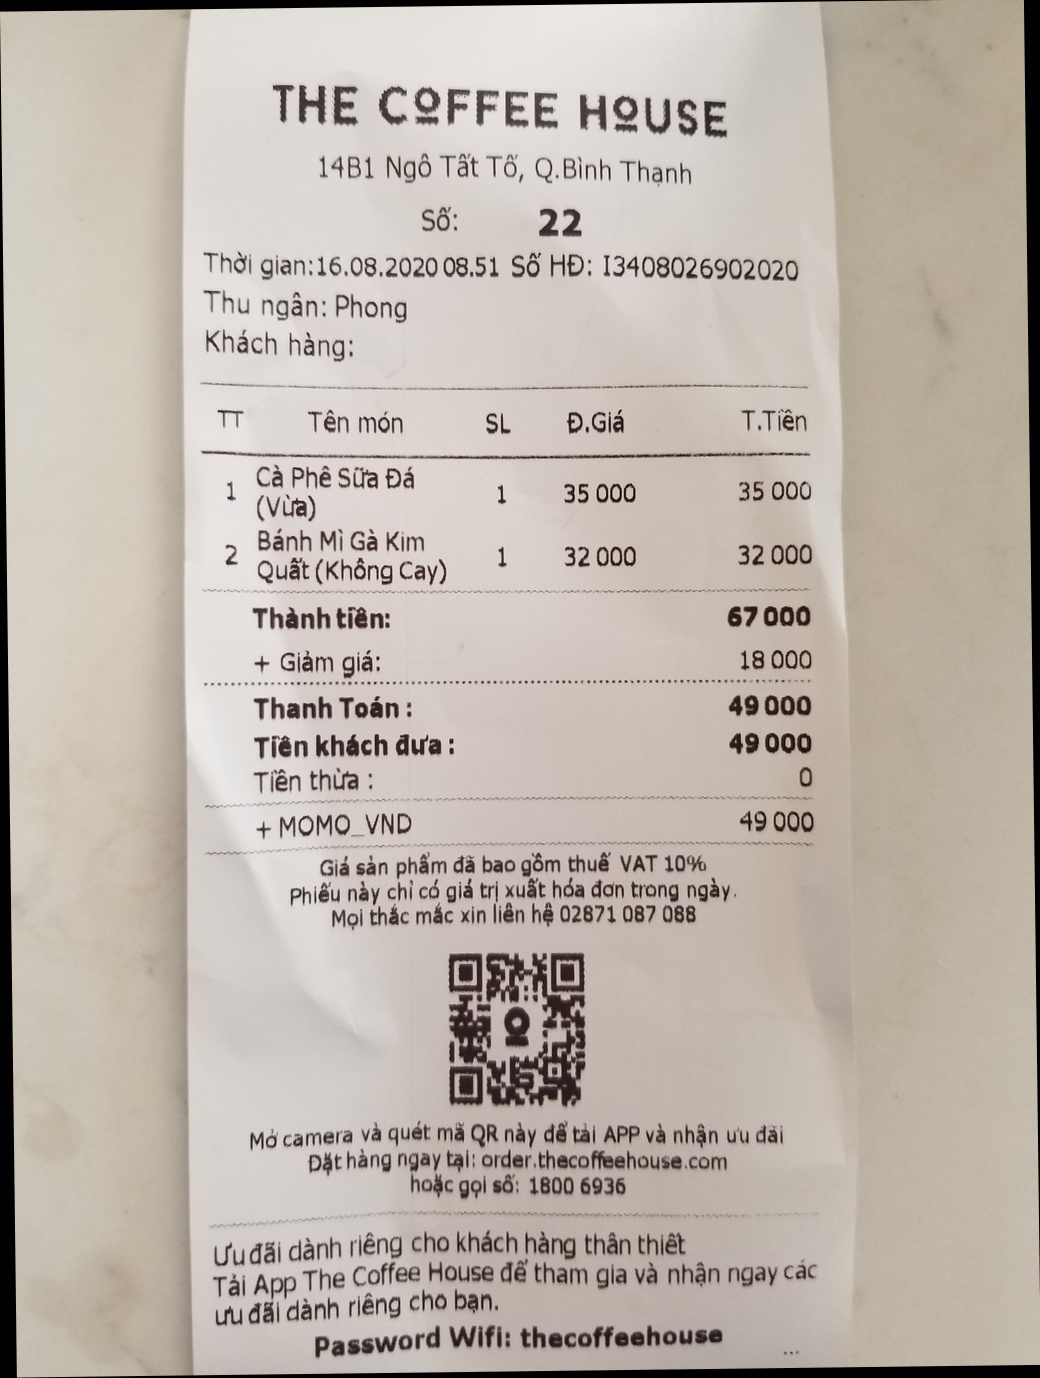 THE COFFEE HOUSE
14B1 Ngô Tất Tố, Q.Bình Thạnh
Số: 22
Thời gian:16.08.2020 08.51 Số HĐ: I3408026902020
Thu ngân: Phong
Khách hàng:
TT Tên món SL Đ.Giá T.Tiền
1 Cà Phê Sữa Đá (Vừa) 1 35 000 35 000
2 Bánh Mì Gà Kim Quất (Không Cay) 1 32 000 32 000
Thành tiền: 67 000
+ Giảm giá: 18 000
Thanh Toán : 49 000
Tiền khách đưa : 49 000
Tiền thừa : 0
+ MOMO_VND 49 000
Giá sản phẩm đã bao gồm thuế VAT 10%
Phiếu này chỉ có giá trị xuất hóa đơn trong ngày.
Mọi thắc mắc xin liên hệ 02871 087 088
Mở camera và quét mã QR này để tải APP và nhận ưu đãi
Đặt hàng ngay tại: order.thecoffeehouse.com
hoặc gọi số: 1800 6936
Ưu đãi dành riêng cho khách hàng thân thiết
Tải App The Coffee House để tham gia và nhận ngay các
ưu đãi dành riêng cho bạn.
Password Wifi: thecoffeehouse
...